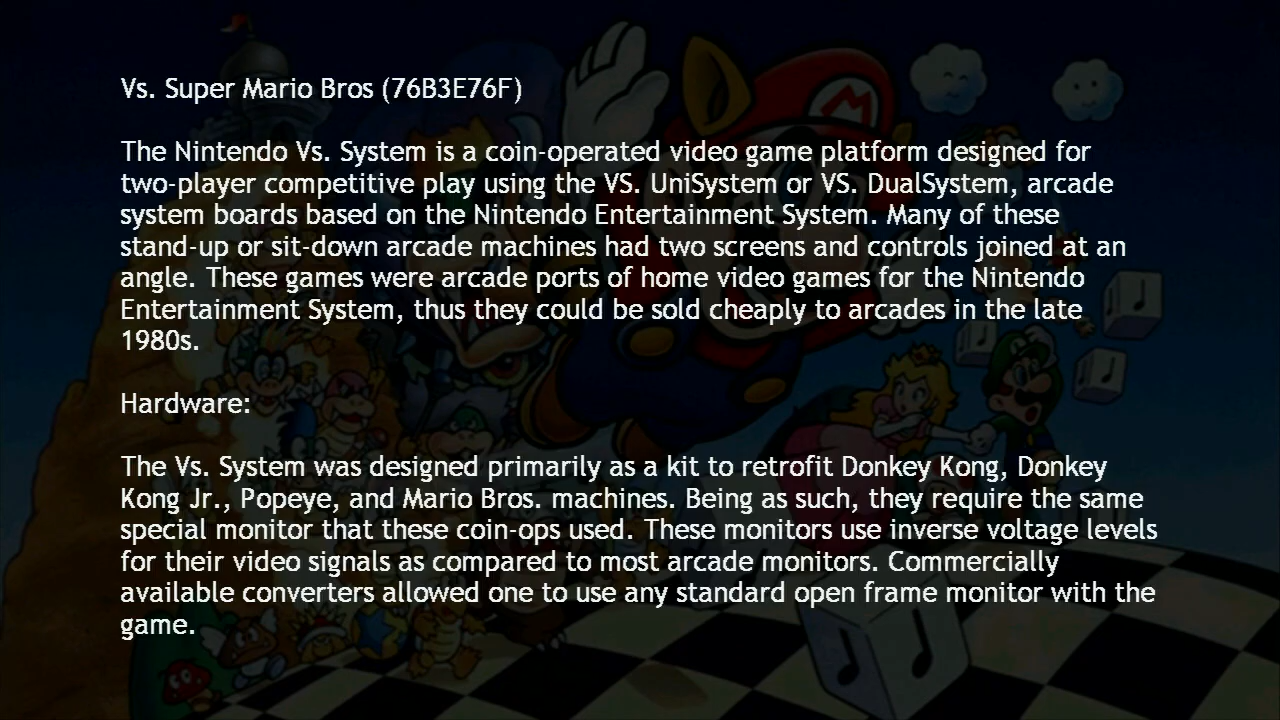 Vs. Super Mario Bros (76B3E76F)
The Nintendo Vs. System is a coin-operated video game platform designed for
two-player competitive play using the VS. UniSystem or VS. DualSystem, arcade
system boards based on the Nintendo Entertainment System. Many of these
stand-up or sit-down arcade machines had two screens and controls joined at an
angle. These games were arcade ports of home video games for the Nintendo
Entertainment System, thus they could be sold cheaply to arcades in the late
1980s.
Hardware:
The Vs. System was designed primarily as a kit to retrofit Donkey Kong, Donkey
Kong Jr., Popeye, and Mario Bros. machines. Being as such, they require the same
special monitor that these coin-ops used. These monitors use inverse voltage levels
for their video signals as compared to most arcade monitors. Commercially
available converters allowed one to use any standard open frame monitor with the
game.